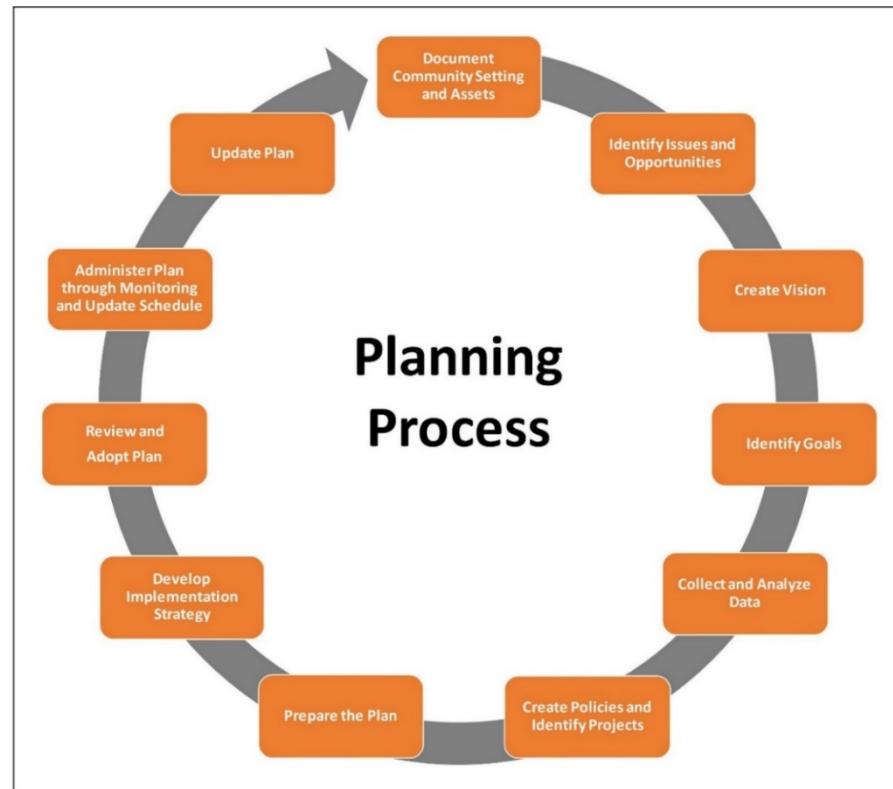 Document
Community Setting
and Assets
Identify Issues and
Opportunities
Create Vision
Identify Goals
Collect and Analyze
Data
Create Policies and
Identify Projects
Prepare the Plan
Develop
Implementation
Strategy
Review and
Adopt Plan
Administer Plan
through Monitoring
and Update Schedule
Update Plan
Planning
Process